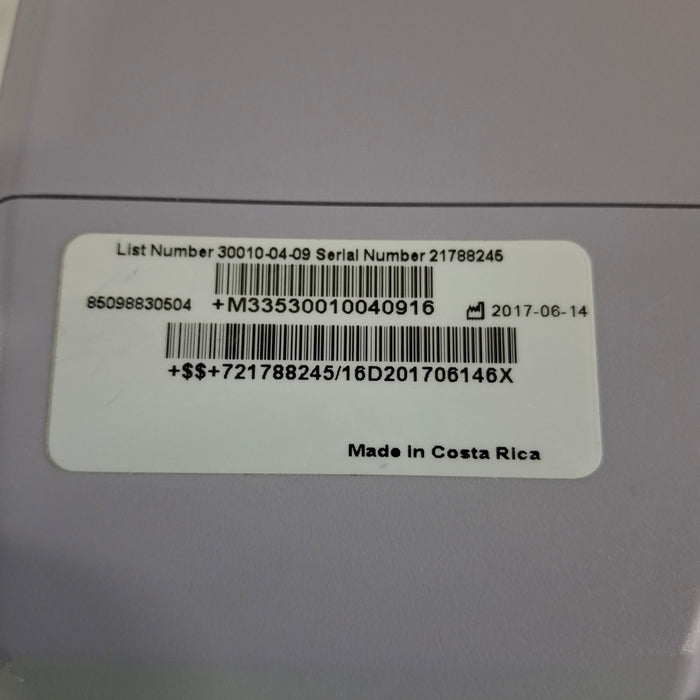 List Number 30010-04-09 Serial Number 21788245
85098830504 +M33530010040916 2017-06-14
+$$+721788245/16D201706146X
Made in Costa Rica